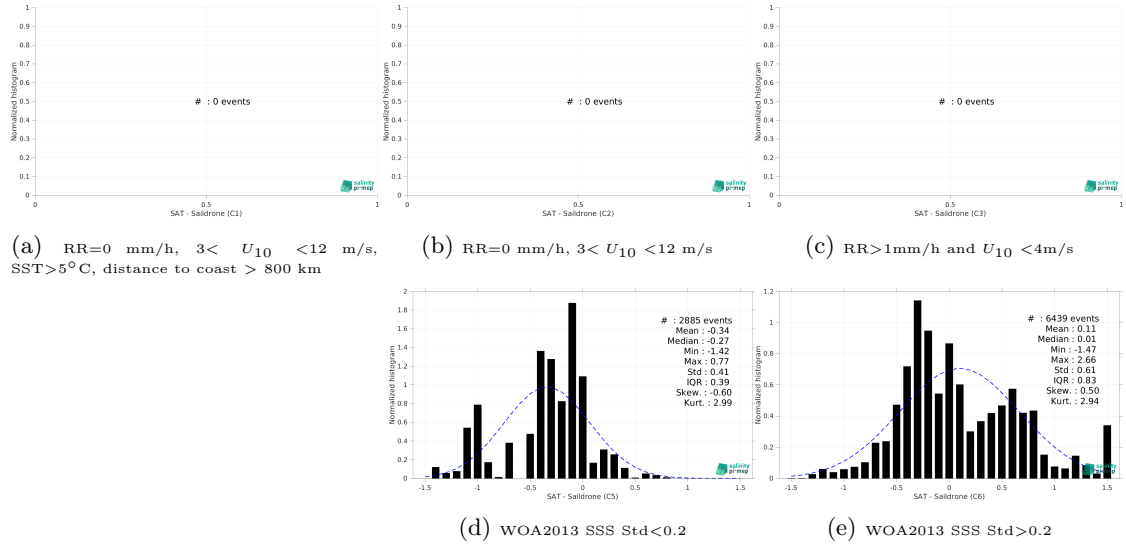 1
0.9
0.8
0.7
0.6
0.5
0.4
0.3
0.2
0.1
0
Normalized histogram
# : 0 events
salinity
pi-mep
0 0.5 1
SAT - Saildrone (C1)
(a) RR=0 mm/h, 3< U10 <12 m/s,
SST>5°C, distance to coast > 800 km
1
0.9
0.8
0.7
0.6
0.5
0.4
0.3
0.2
0.1
0
Normalized histogram
# : 0 events
salinity
pi-mep
0 0.5 1
SAT - Saildrone (C2)
(b) RR=0 mm/h, 3< U10 <12 m/s
1
0.9
0.8
0.7
0.6
0.5
0.4
0.3
0.2
0.1
0
Normalized histogram
# : 0 events
salinity
pi-mep
0 0.5 1
SAT - Saildrone (C3)
(c) RR>1mm/h and U10 <4m/s
2
1.8
1.6
1.4
1.2
1
0.8
0.6
0.4
0.2
0
Normalized histogram
# : 2885 events
Mean : -0.34
Median : -0.27
Min : -1.42
Max : 0.77
Std : 0.41
IQR : 0.39
Skew. : -0.60
Kurt. : 2.99
salinity
pi-mep
-1.5 -1 -0.5 0 0.5 1 1.5
SAT - Saildrone (C5)
(d) WOA2013 SSS Std<0.2
1.2
1
0.8
0.6
0.4
0.2
0
Normalized histogram
# : 6439 events
Mean : 0.11
Median : 0.01
Min : -1.47
Max : 2.66
Std : 0.61
IQR : 0.83
Skew. : 0.50
Kurt. : 2.94
salinity
pi-mep
-1.5 -1 -0.5 0 0.5 1 1.5
SAT - Saildrone (C6)
(e) WOA2013 SSS Std>0.2